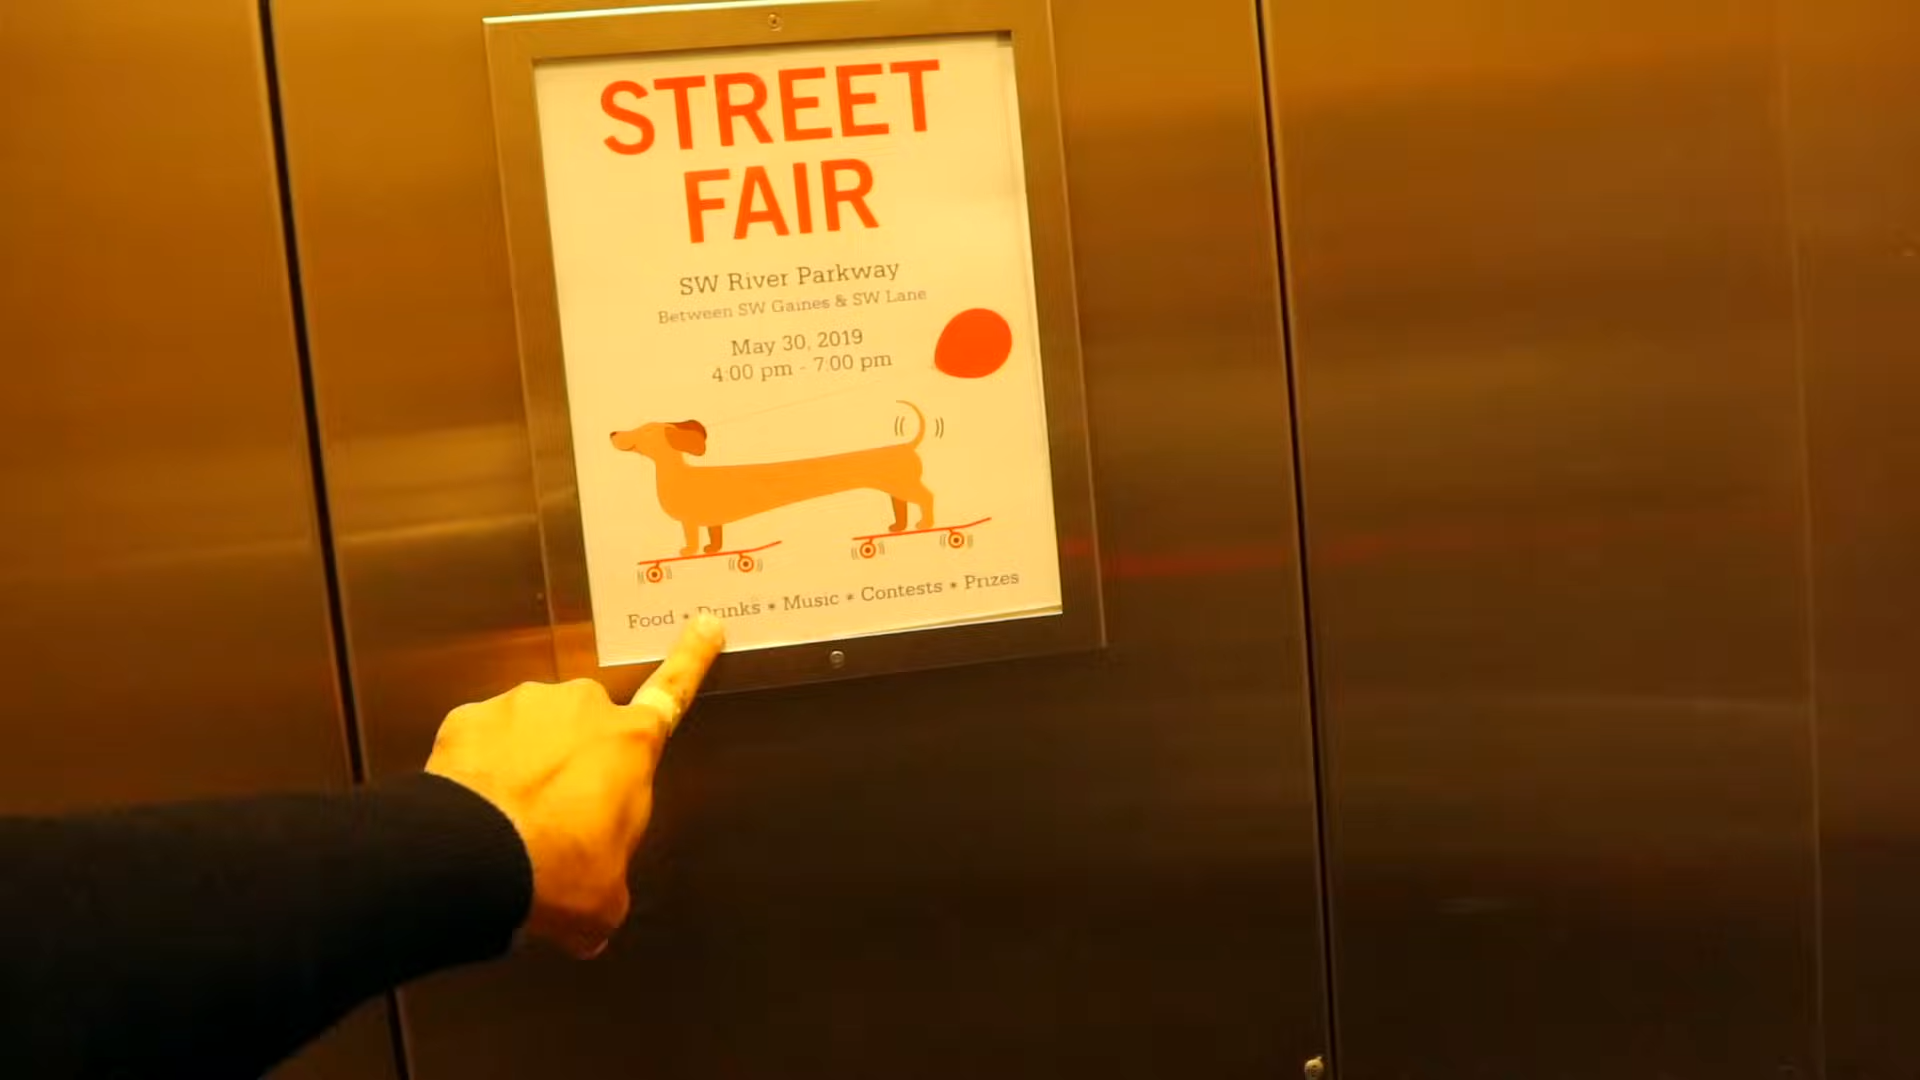 STREET
FAIR
SW River Parkway
Between SW Gaines & SW Lane
May 30, 2019
4:00 pm - 7:00 pm
Food * Drinks * Music * Contests * Prizes